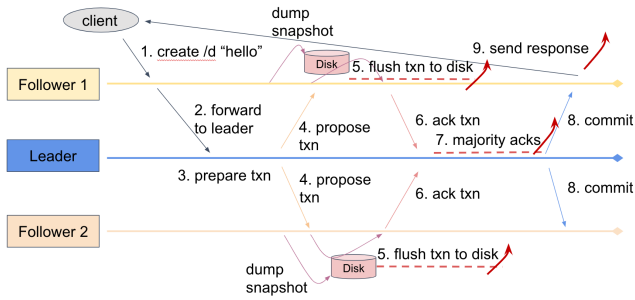 client
dump
snapshot
1. create /d “hello”
9. send response
Disk
5. flush txn to disk
Follower 1
2. forward
to leader
4. propose
txn
6. ack txn
8. commit
7. majority acks
Leader
3. prepare txn
4. propose
txn
6. ack txn
8. commit
Follower 2
5. flush txn to disk
Disk
dump
snapshot